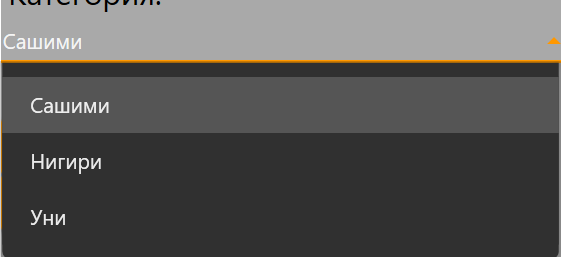 Категория:
Сашими
Сашими
Нигири
Уни